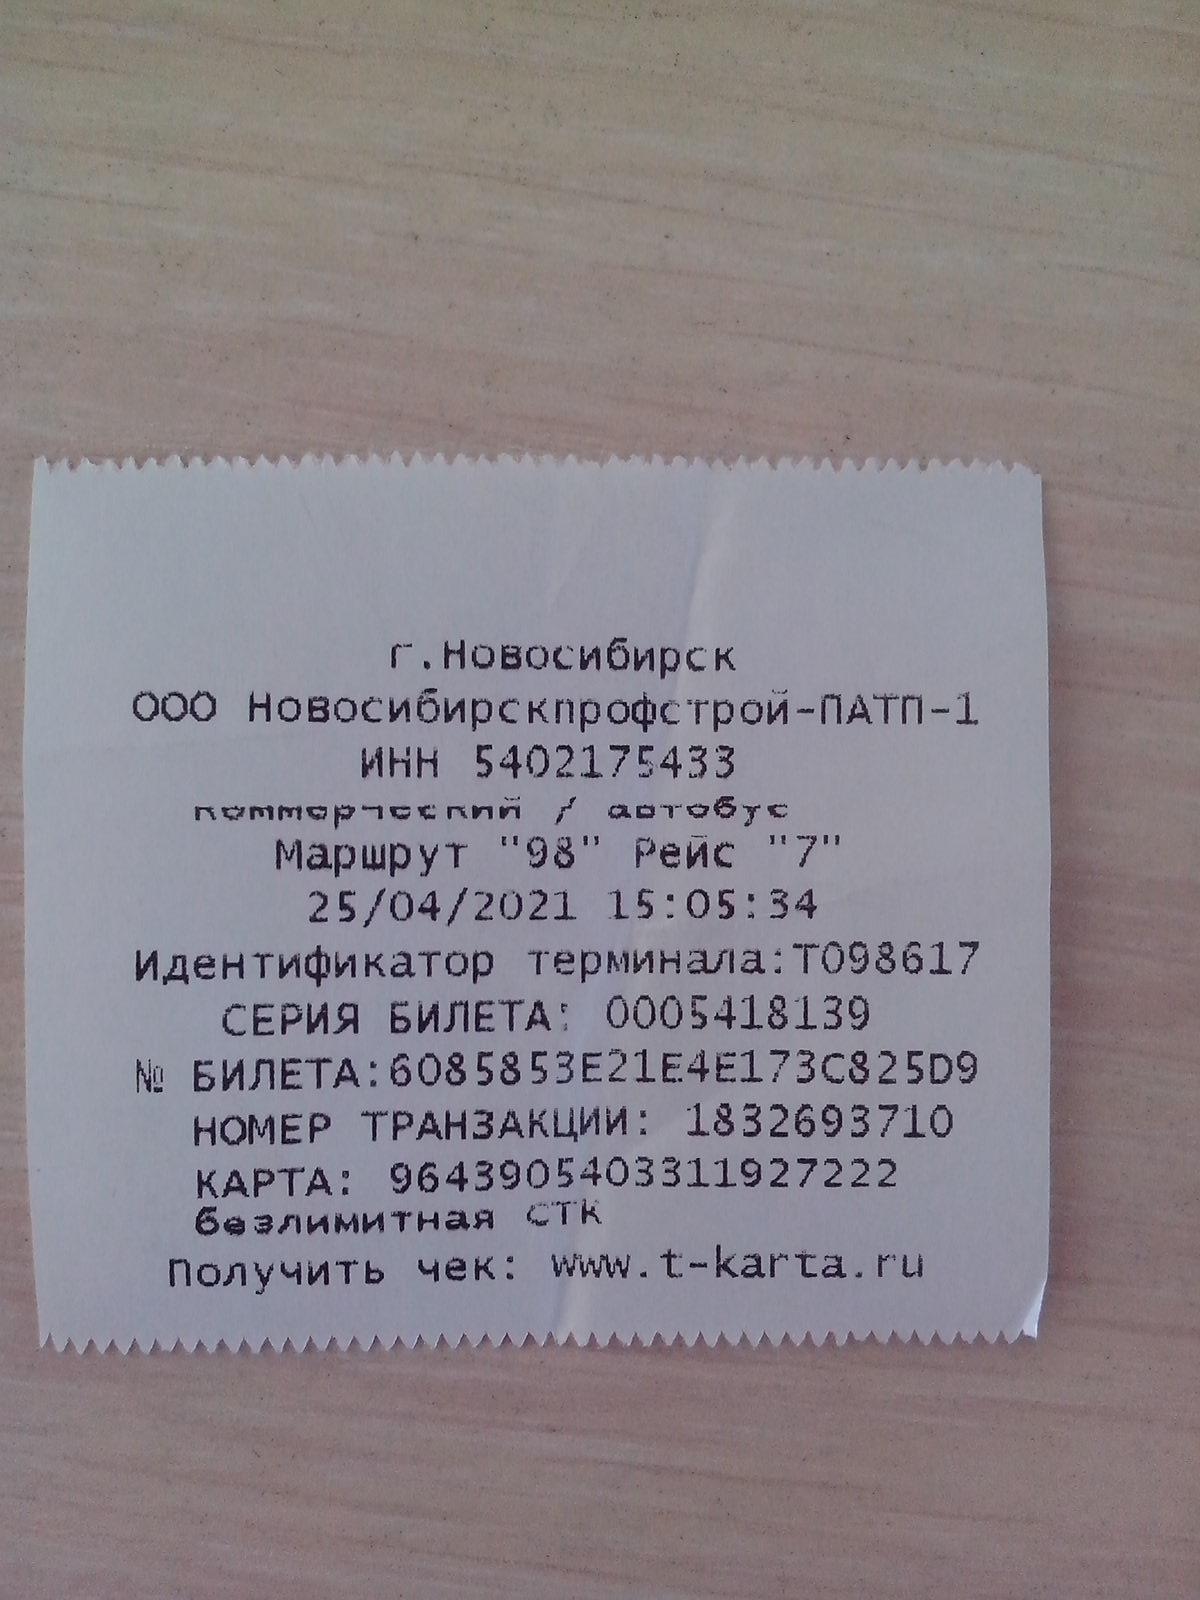 г.Новосибирск
ООО Новосибирскпрофстрой-ПАТП-1
ИНН 5402175433
коммерческий / автобус
Маршрут "98" Рейс "7"
25/04/2021 15:05:34
Идентификатор терминала:Т098617
СЕРИЯ БИЛЕТА: 0005418139
№ БИЛЕТА:6085853E21E4E173C825D9
НОМЕР ТРАНЗАКЦИИ: 1832693710
КАРТА: 9643905403311927222
безлимитная СТК
Получить чек: www.t-karta.ru